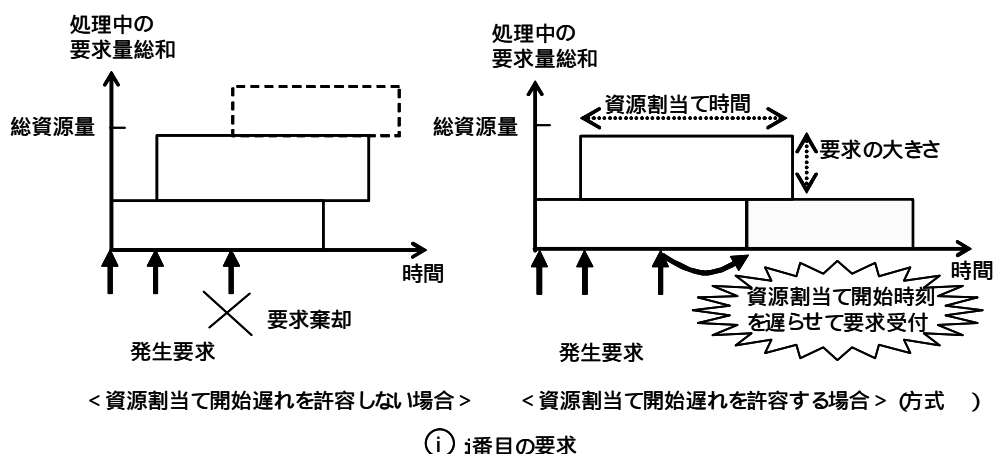 処理中の
要求量総和
総資源量
時間
要求棄却
発生要求
<資源割当て開始遅れを許容しない場合>
処理中の
要求量総和
総資源量
資源割当て時間
要求の大きさ
時間
資源割当て開始時刻
を遅らせて要求受付
発生要求
<資源割当て開始遅れを許容する場合> (方式 )
i i番目の要求